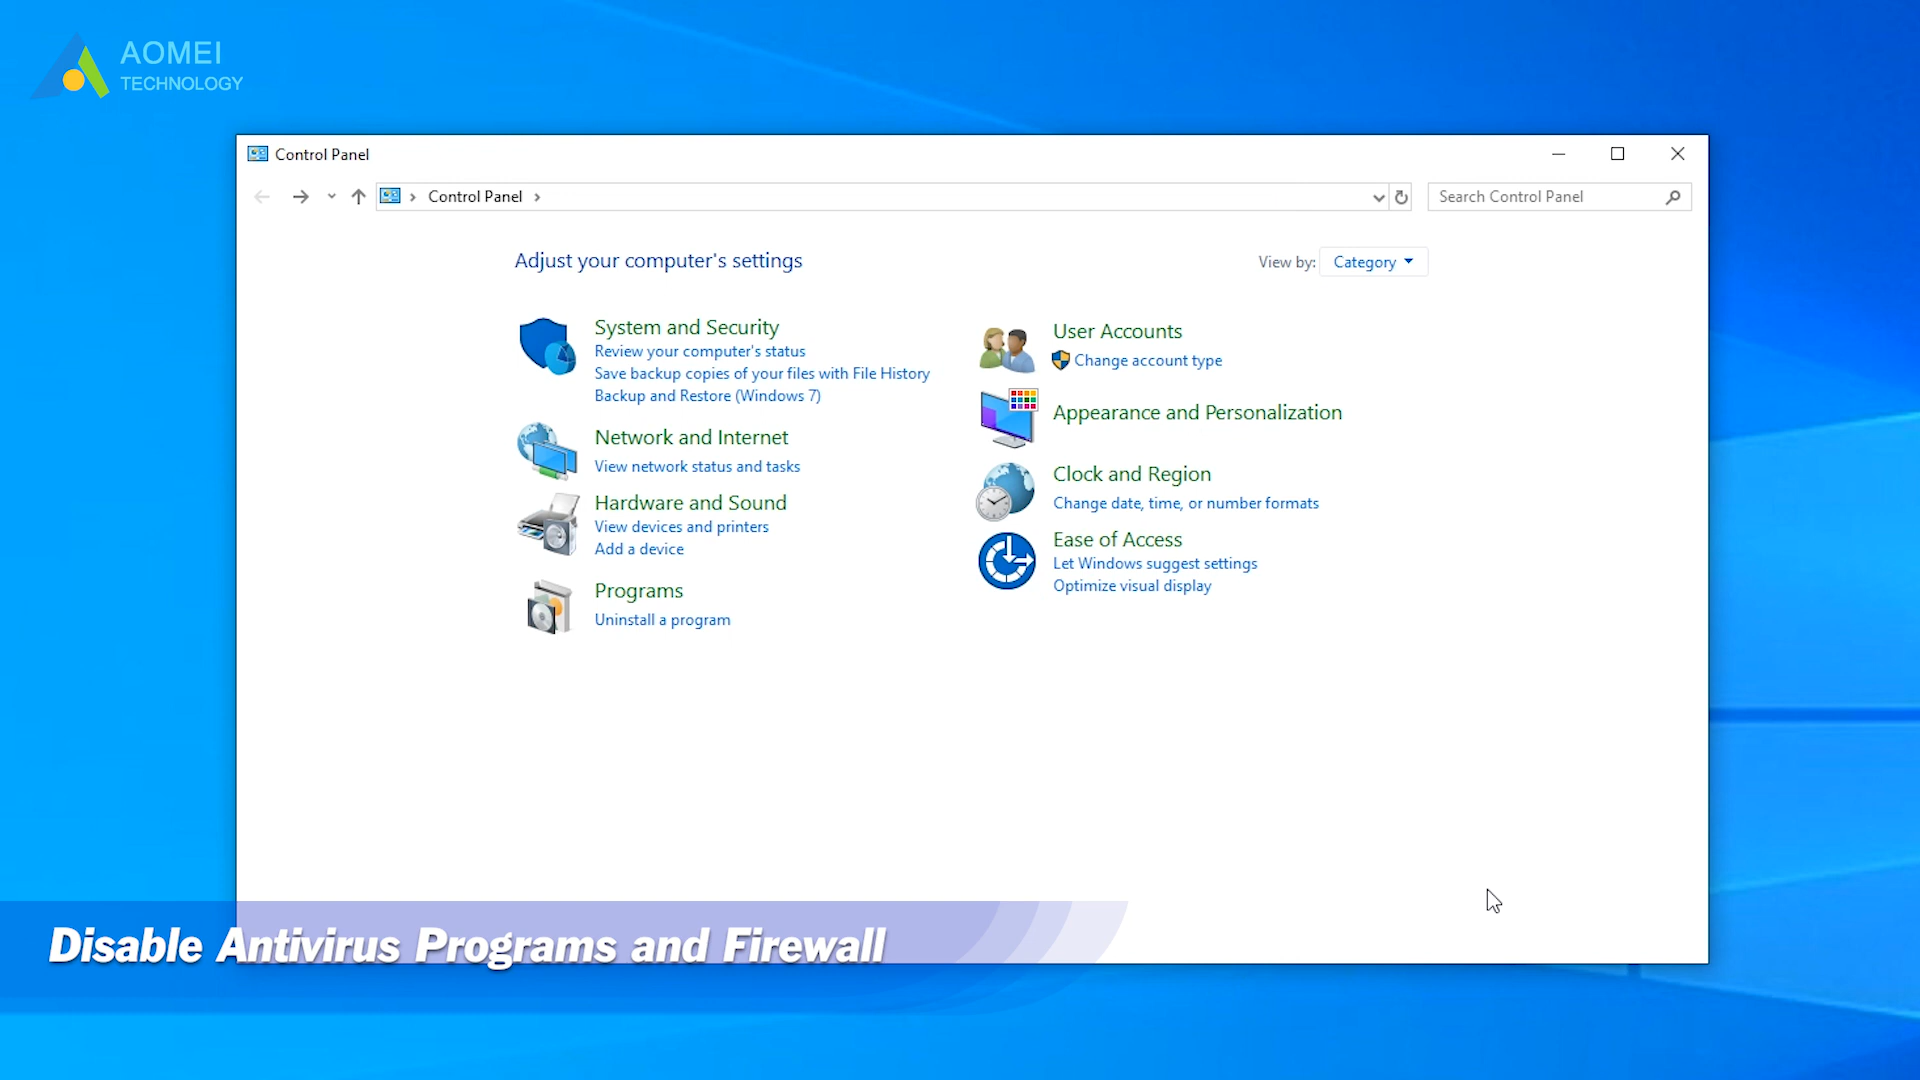 AOMEI
TECHNOLOGY
Control Panel
Control Panel
Search Control Panel
Adjust your computer's settings
View by: Category
System and Security
Review your computer's status
Save backup copies of your files with File History
Backup and Restore (Windows 7)
Network and Internet
View network status and tasks
Hardware and Sound
View devices and printers
Add a device
Programs
Uninstall a program
User Accounts
Change account type
Appearance and Personalization
Clock and Region
Change date, time, or number formats
Ease of Access
Let Windows suggest settings
Optimize visual display
Disable Antivirus Programs and Firewall